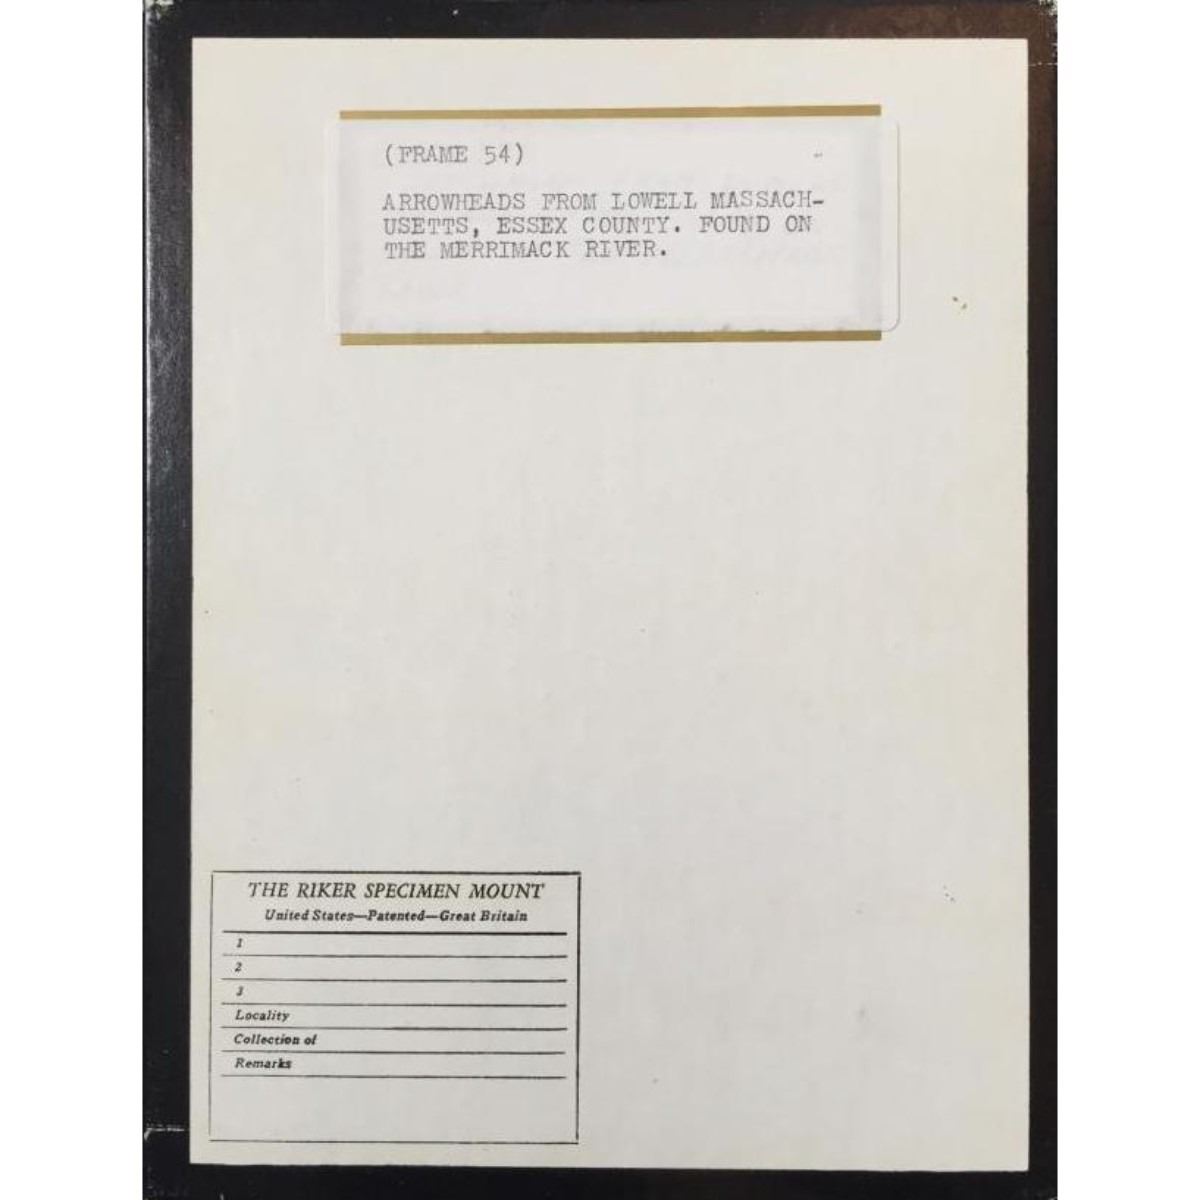 (FRAME 54)
ARROWHEADS FROM LOWELL MASSACH-
USETTS, ESSEX COUNTY. FOUND ON
THE MERRIMACK RIVER.
THE RIKER SPECIMEN MOUNT
United States—Patented—Great Britain
1
2
3
Locality
Collection of
Remarks